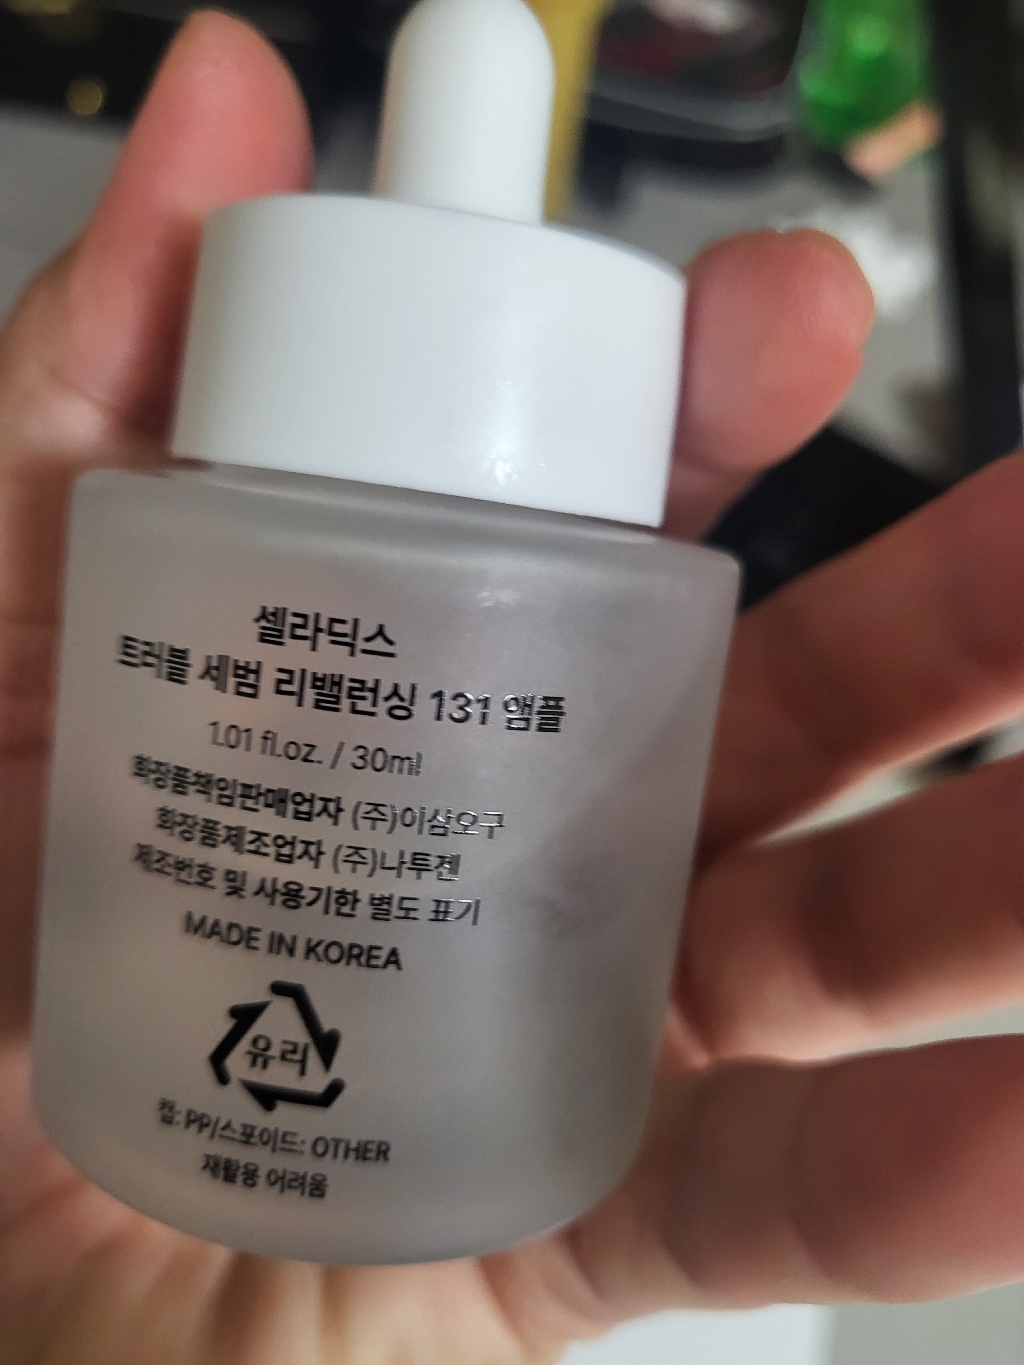 셀라딕스
트러블 세범 리밸런싱 131 앰플
1.01 fl.oz. / 30ml
화장품책임판매업자 (주)이삼오구
화장품제조업자 (주)나투젠
제조번호 및 사용기한 별도 표기
MADE IN KOREA
유리
캡: PP/스포이드: OTHER
재활용 어려움